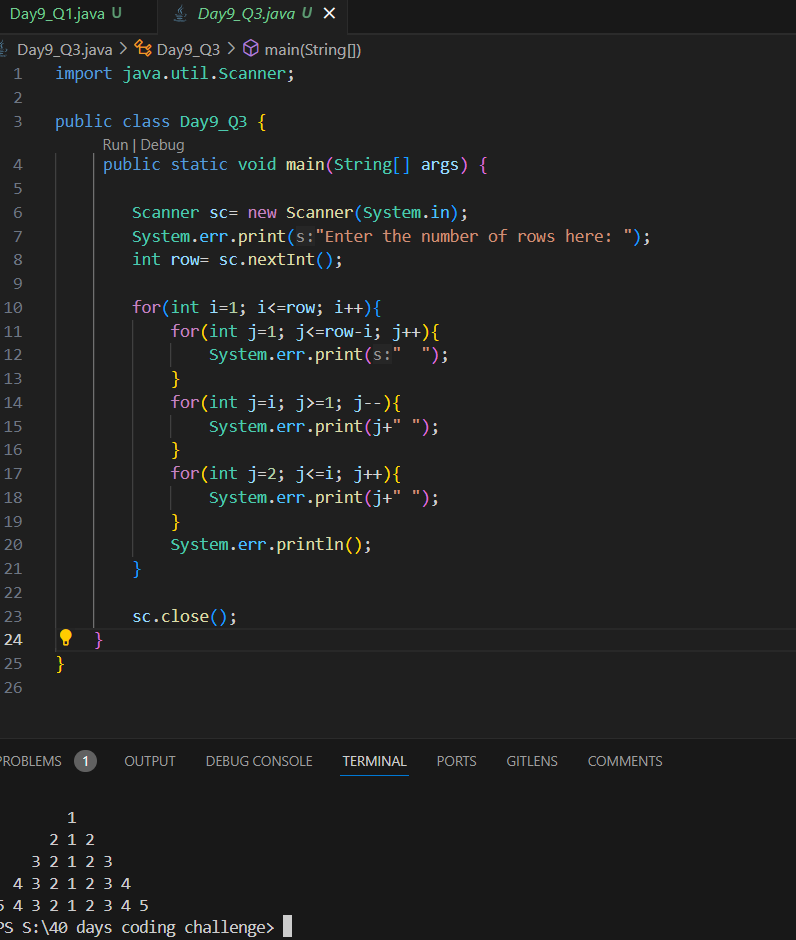 Day9_Q1.java U Day9_Q3.java U
Day9_Q3.java > Day9_Q3 > main(String[])
1 import java.util.Scanner;
2
3 public class Day9_Q3 {
Run | Debug
4 public static void main(String[] args) {
5
6 Scanner sc= new Scanner(System.in);
7 System.err.print(s:"Enter the number of rows here: ");
8 int row= sc.nextInt();
9
10 for(int i=1; i<=row; i++){
11 for(int j=1; j<=row-i; j++){
12 System.err.print(s:"  ");
13 }
14 for(int j=i; j>=1; j--){
15 System.err.print(j+" ");
16 }
17 for(int j=2; j<=i; j++){
18 System.err.print(j+" ");
19 }
20 System.err.println();
21 }
22
23 sc.close();
24 }
25 }
26
PROBLEMS 1 OUTPUT DEBUG CONSOLE TERMINAL PORTS GITLENS COMMENTS
1
2 1 2
3 2 1 2 3
4 3 2 1 2 3 4
5 4 3 2 1 2 3 4 5
PS S:\40 days coding challenge>